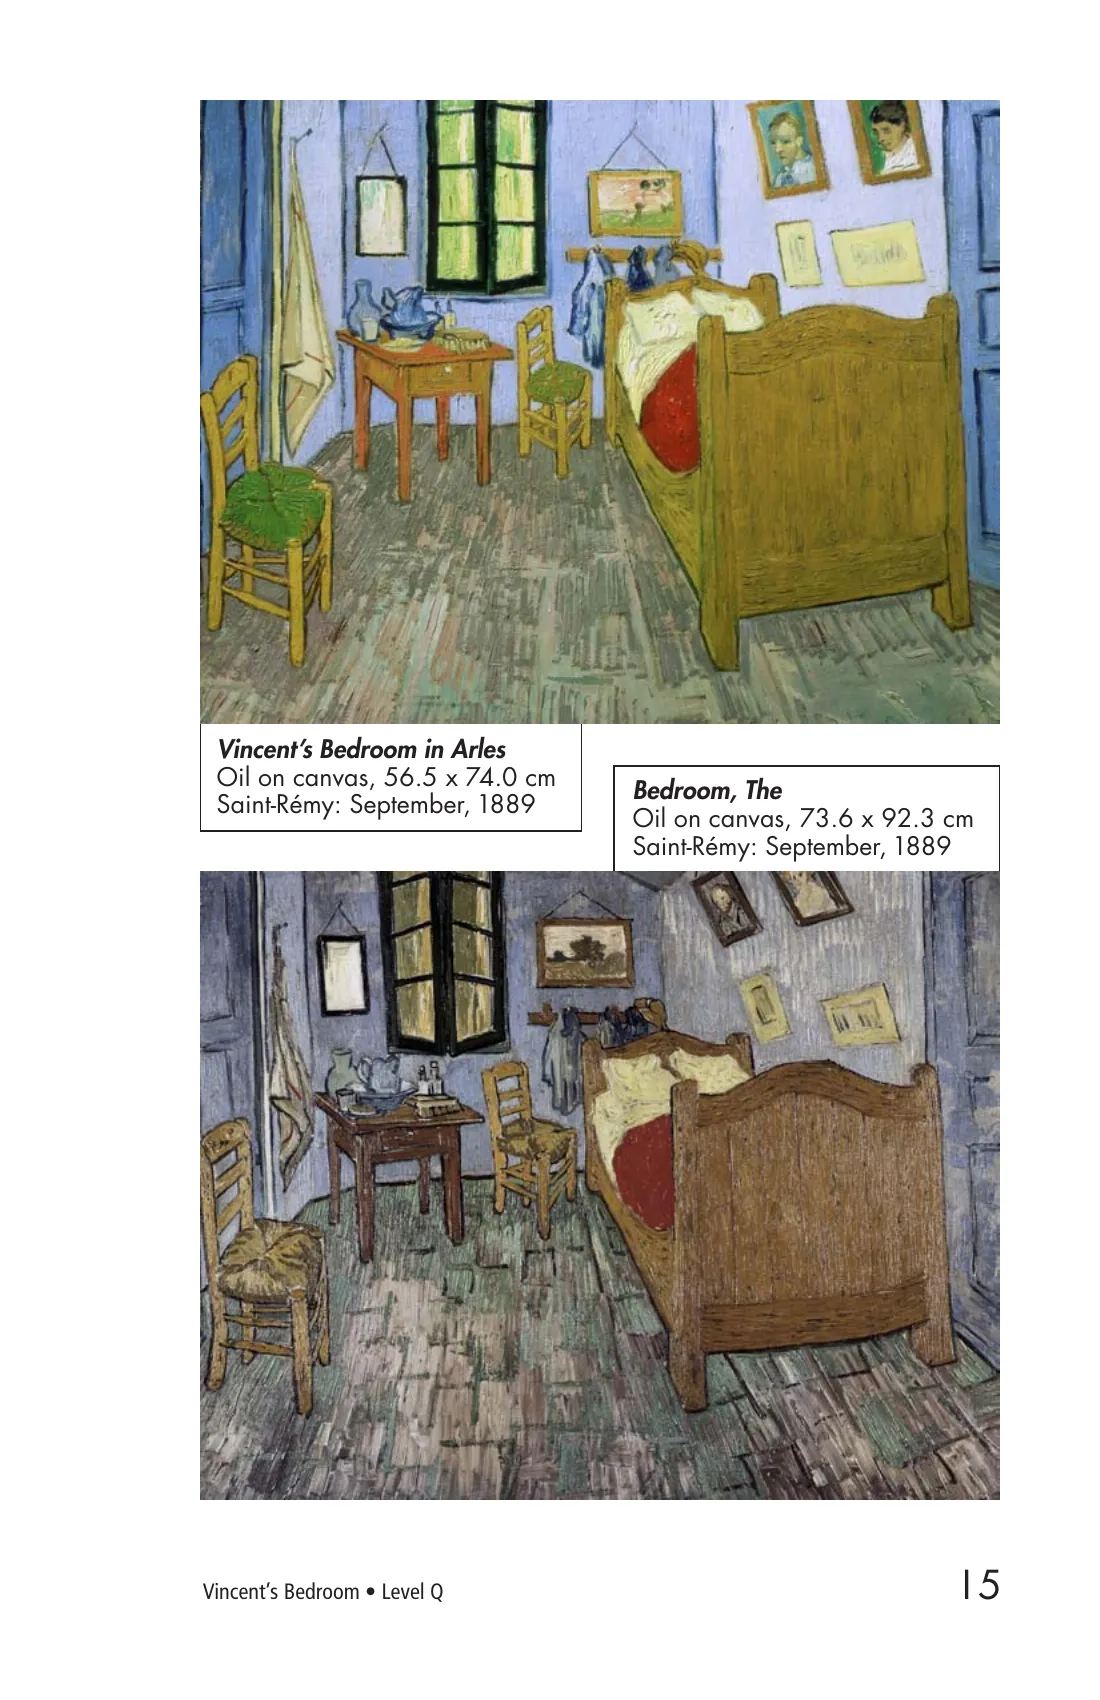 Vincent’s Bedroom in Arles
Oil on canvas, 56.5 x 74.0 cm
Saint-Rémy: September, 1889
Bedroom, The
Oil on canvas, 73.6 x 92.3 cm
Saint-Rémy: September, 1889
Vincent’s Bedroom • Level Q
15